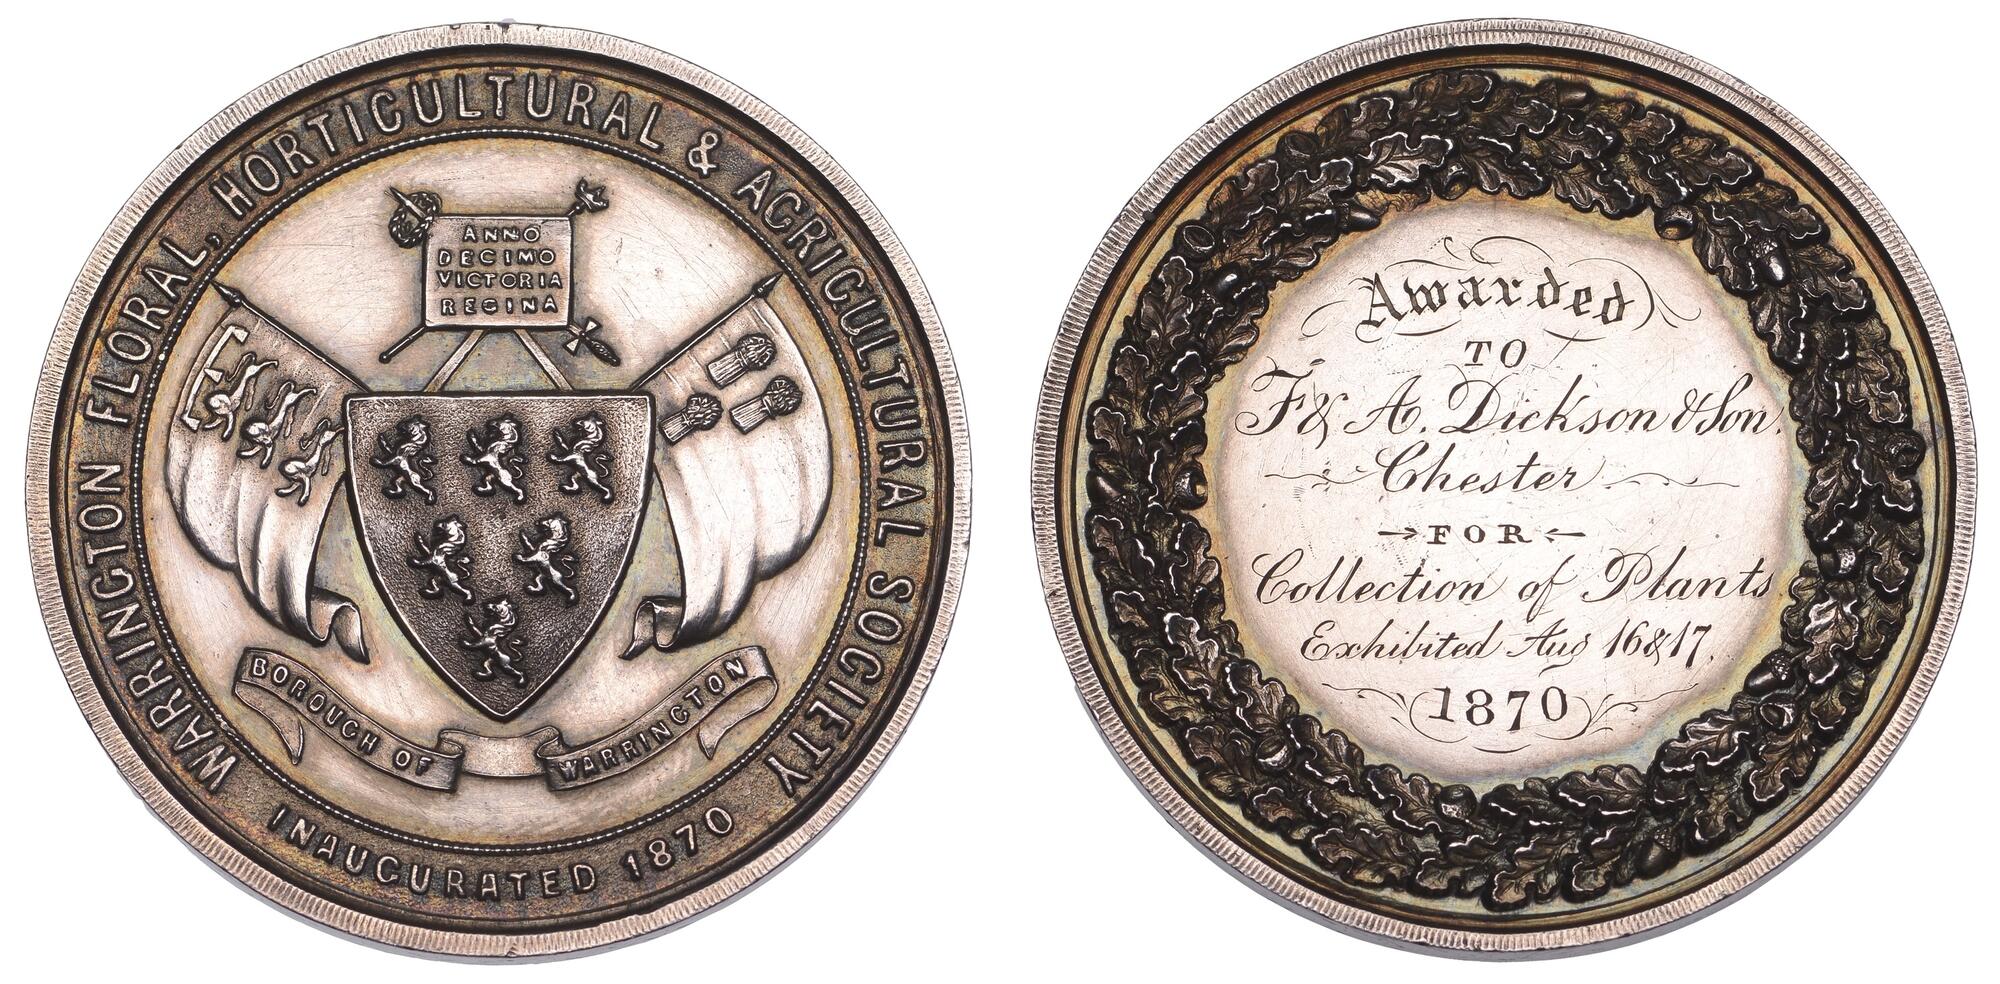 WARRINGTON FLORAL, HORTICULTURAL & AGRICULTURAL SOCIETY
INAUGURATED 1870
ANNO
DECIMO
VICTORIA
REGINA
BOROUGH OF WARRINGTON
Awarded
TO
F & A. Dickson & Son.
Chester
FOR
Collection of Plants
Exhibited Aug 16 & 17.
1870